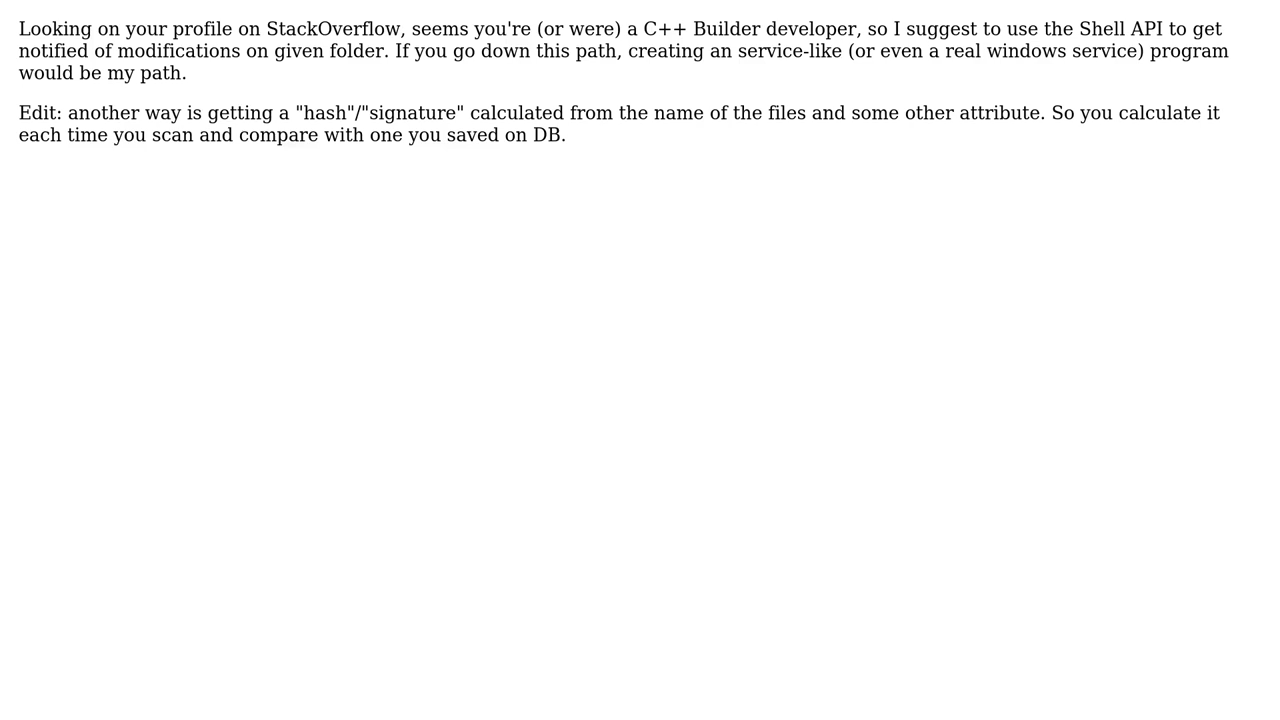 Looking on your profile on StackOverflow, seems you're (or were) a C++ Builder developer, so I suggest to use the Shell API to get
notified of modifications on given folder. If you go down this path, creating an service-like (or even a real windows service) program
would be my path.
Edit: another way is getting a "hash"/"signature" calculated from the name of the files and some other attribute. So you calculate it
each time you scan and compare with one you saved on DB.